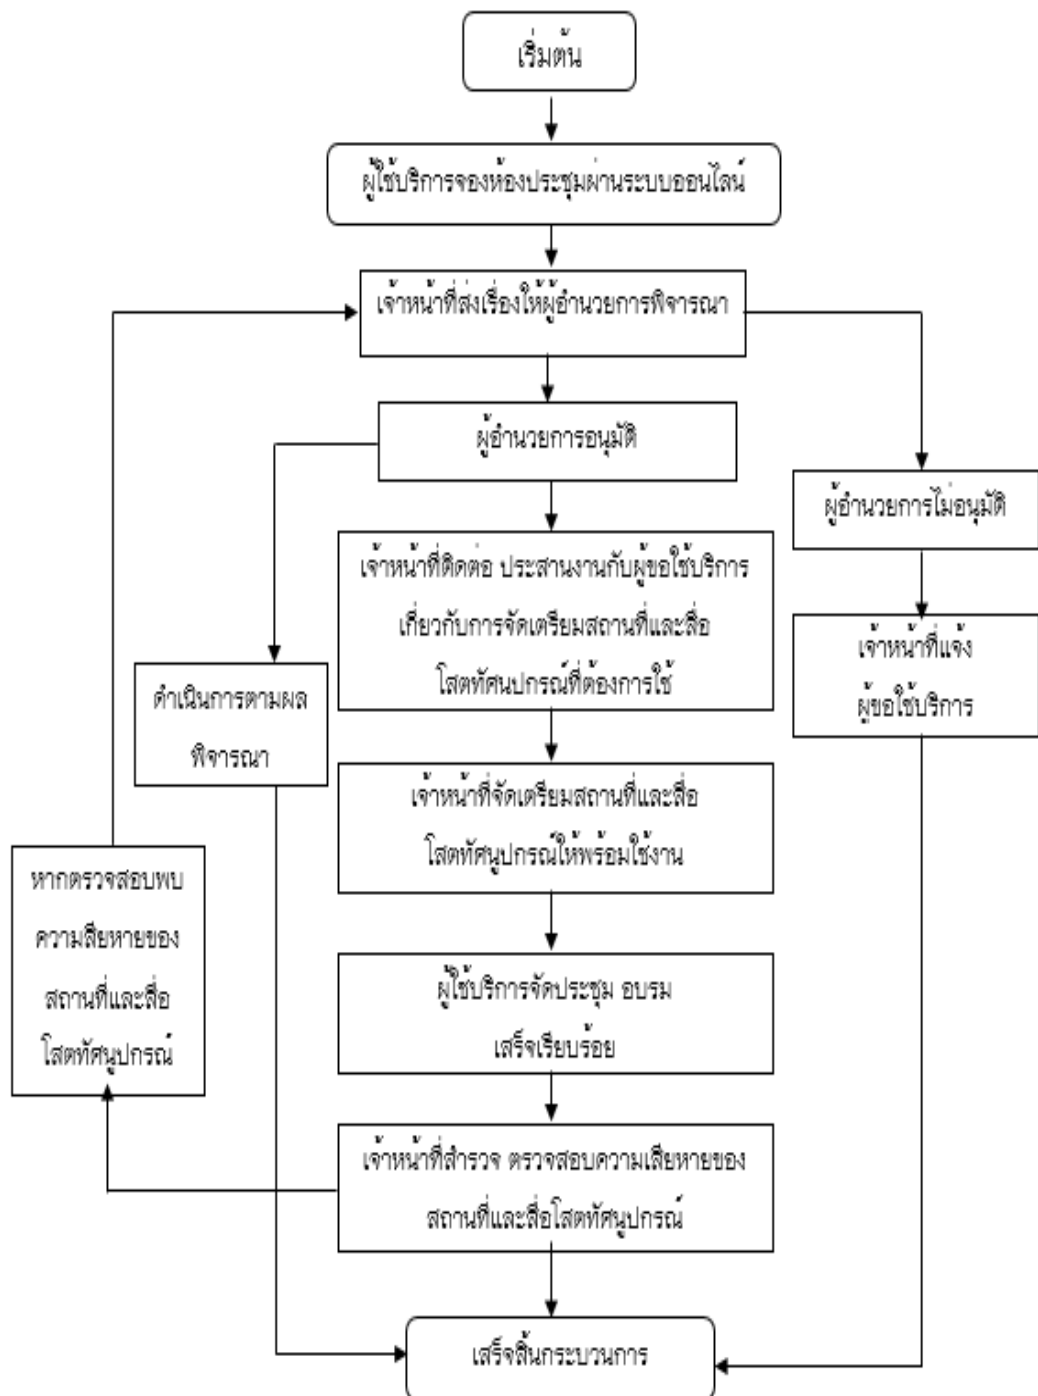 เริ่มต้น
ผู้ใช้บริการจองห้องประชุมผ่านระบบออนไลน์
เจ้าหน้าที่ส่งเรื่องให้ผู้อำนวยการพิจารณา
ผู้อำนวยการอนุมัติ
ผู้อำนวยการไม่อนุมัติ
เจ้าหน้าที่ติดต่อ ประสานงานกับผู้ขอใช้บริการ
เกี่ยวกับการจัดเตรียมสถานที่และสื่อ
โสตทัศนปกรณ์ที่ต้องการใช้
เจ้าหน้าที่แจ้ง
ผู้ขอใช้บริการ
ดำเนินการตามผล
พิจารณา
เจ้าหน้าที่จัดเตรียมสถานที่และสื่อ
โสตทัศนูปกรณ์ให้พร้อมใช้งาน
หากตรวจสอบพบ
ความสียหายของ
สถานที่และสื่อ
โสตทัศนูปกรณ์
ผู้ใช้บริการจัดประชุม อบรม
เสร็จเรียบร้อย
เจ้าหน้าที่สำรวจ ตรวจสอบความเสียหายของ
สถานที่และสื่อโสตทัศนูปกรณ์
เสร็จสิ้นกระบวนการ